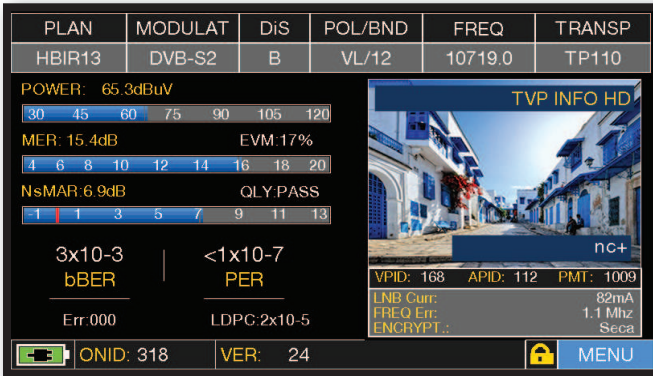 PLAN MODULAT DiS POL/BND FREQ TRANSP
HBIR13 DVB-S2 B VL/12 10719.0 TP110
POWER: 65.3dBuV
30 45 60 75 90 105 120
MER: 15.4dB EVM:17%
4 6 8 10 12 14 16 18 20
NsMAR:6.9dB QLY:PASS
-1 1 3 5 7 9 11 13
3x10-3 <1x10-7
bBER PER
Err:000 LDPC:2x10-5
TVP INFO HD
nc+
VPID: 168 APID: 112 PMT: 1009
LNB Curr: 82mA
FREQ Err: 1.1 Mhz
ENCRYPT.: Seca
ONID: 318 VER: 24 MENU